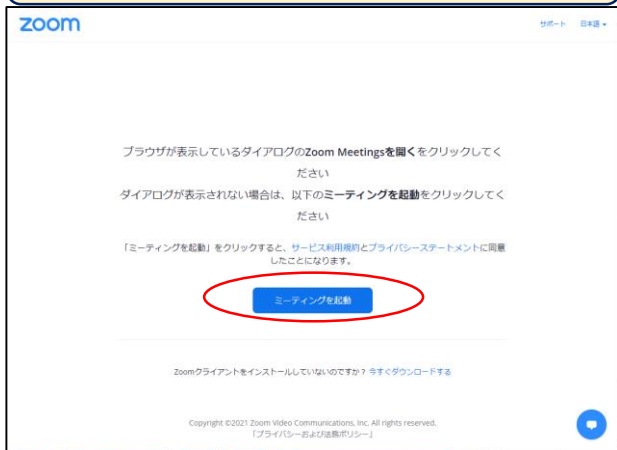 zoom
サポート 日本語
ブラウザが表示しているダイアログのZoom Meetingsを開くをクリックしてく
ださい
ダイアログが表示されない場合は、以下のミーティングを起動をクリックしてく
ださい
「ミーティングを起動」をクリックすると、サービス利用規約とプライバシーステートメントに同意
したことになります。
ミーティングを起動
Zoomクライアントをインストールしていないのですか？今すぐダウンロードする
Copyright ©2021 Zoom Video Communications, Inc. All rights reserved.
「プライバシーおよび法務ポリシー」